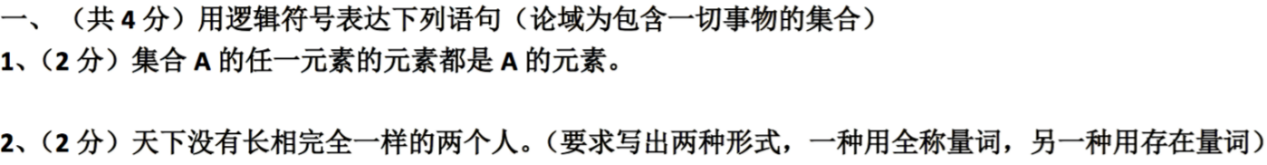 一、（共 4 分）用逻辑符号表达下列语句（论域为包含一切事物的集合）
1、（2 分）集合 A 的任一元素的元素都是 A 的元素。
2、（2 分）天下没有长相完全一样的两个人。（要求写出两种形式，一种用全称量词，另一种用存在量词）